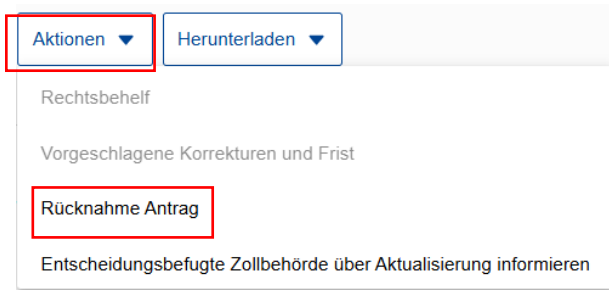 Aktionen ▼ Herunterladen ▼
Rechtsbehelf
Vorgeschlagene Korrekturen und Frist
Rücknahme Antrag
Entscheidungsbefugte Zollbehörde über Aktualisierung informieren